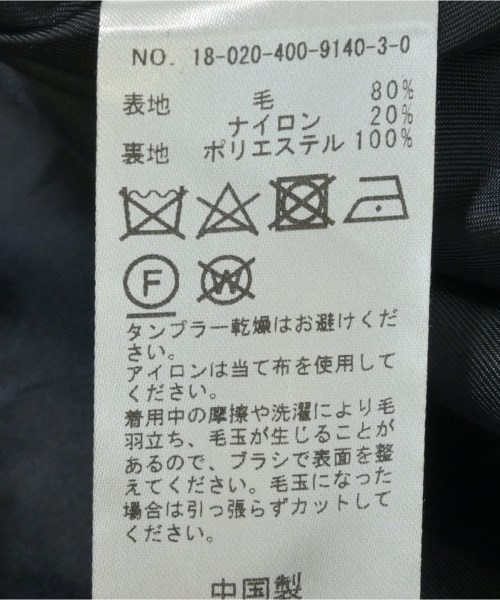 NO. 18-020-400-9140-3-0
表地 毛 80%
ナイロン 20%
裏地 ポリエステル 100%
F W
タンブラー乾燥はお避けくだ
さい。
アイロンは当て布を使用して
ください。
着用中の摩擦や洗濯により毛
羽立ち、毛玉が生じることが
あるので、ブラシで表面を整
えてください。毛玉になった
場合は引っ張らずカットして
ください。
中国製